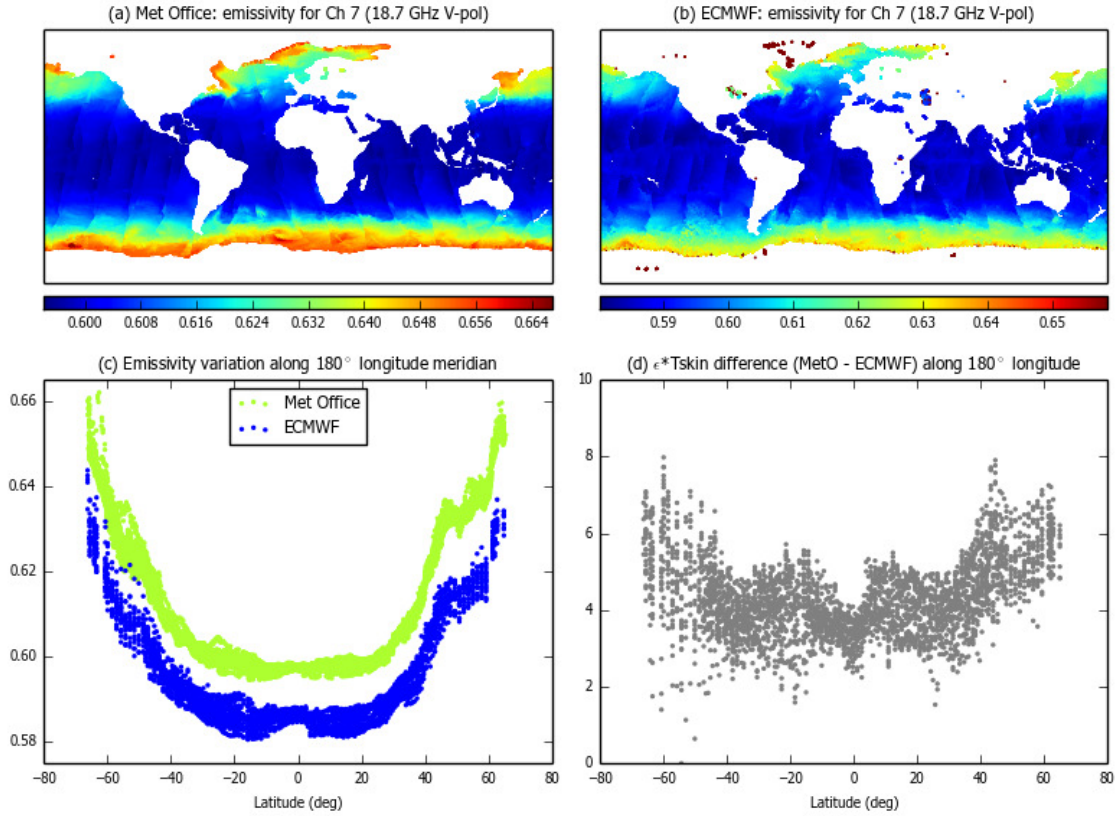 (a) Met Office: emissivity for Ch 7 (18.7 GHz V-pol)
0.600 0.608 0.616 0.624 0.632 0.640 0.648 0.656 0.664
(b) ECMWF: emissivity for Ch 7 (18.7 GHz V-pol)
0.59 0.60 0.61 0.62 0.63 0.64 0.65
(c) Emissivity variation along 180° longitude meridian
Met Office
ECMWF
0.66
0.64
0.62
0.60
0.58
−80 −60 −40 −20 0 20 40 60 80
Latitude (deg)
(d) ϵ*Tskin difference (MetO - ECMWF) along 180° longitude
10
8
6
4
2
0
−80 −60 −40 −20 0 20 40 60 80
Latitude (deg)